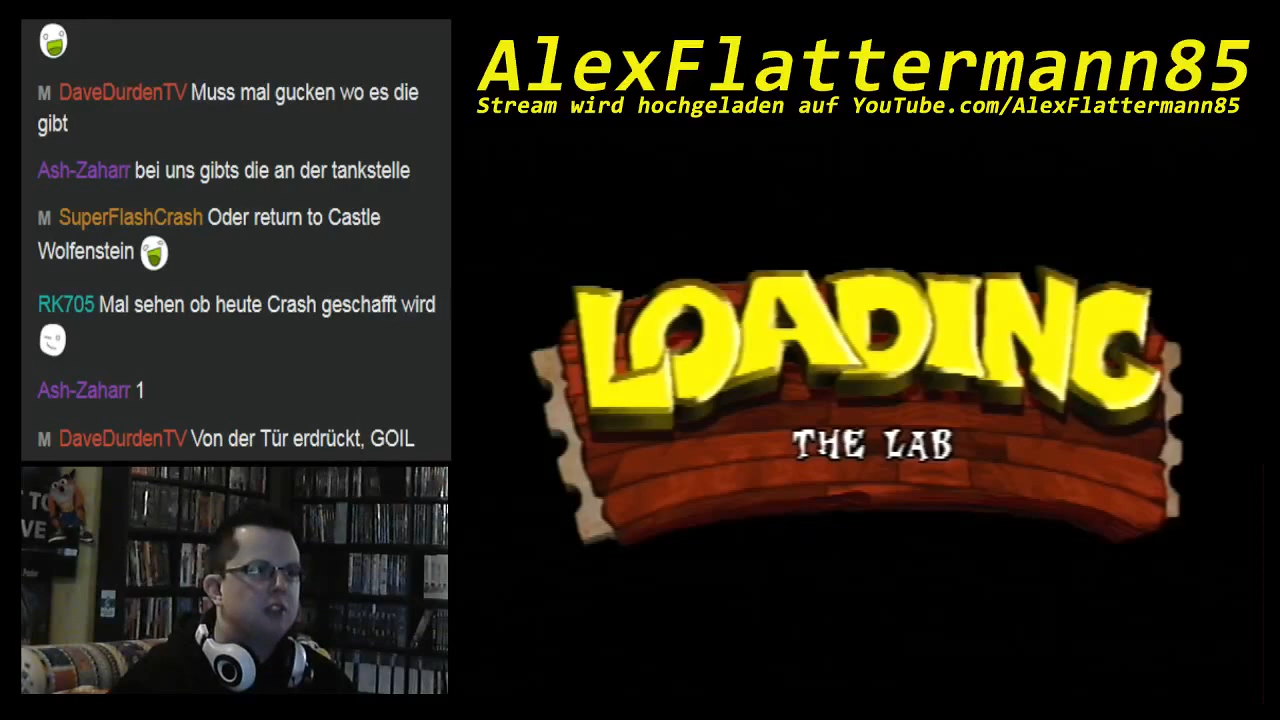 M DaveDurdenTV Muss mal gucken wo es die
gibt
Ash-Zaharr bei uns gibts die an der tankstelle
M SuperFlashCrash Oder return to Castle
Wolfenstein
RK705 Mal sehen ob heute Crash geschafft wird
Ash-Zaharr 1
M DaveDurdenTV Von der Tür erdrückt, GOIL
AlexFlattermann85
Stream wird hochgeladen auf YouTube.com/AlexFlattermann85
LOADING
THE LAB